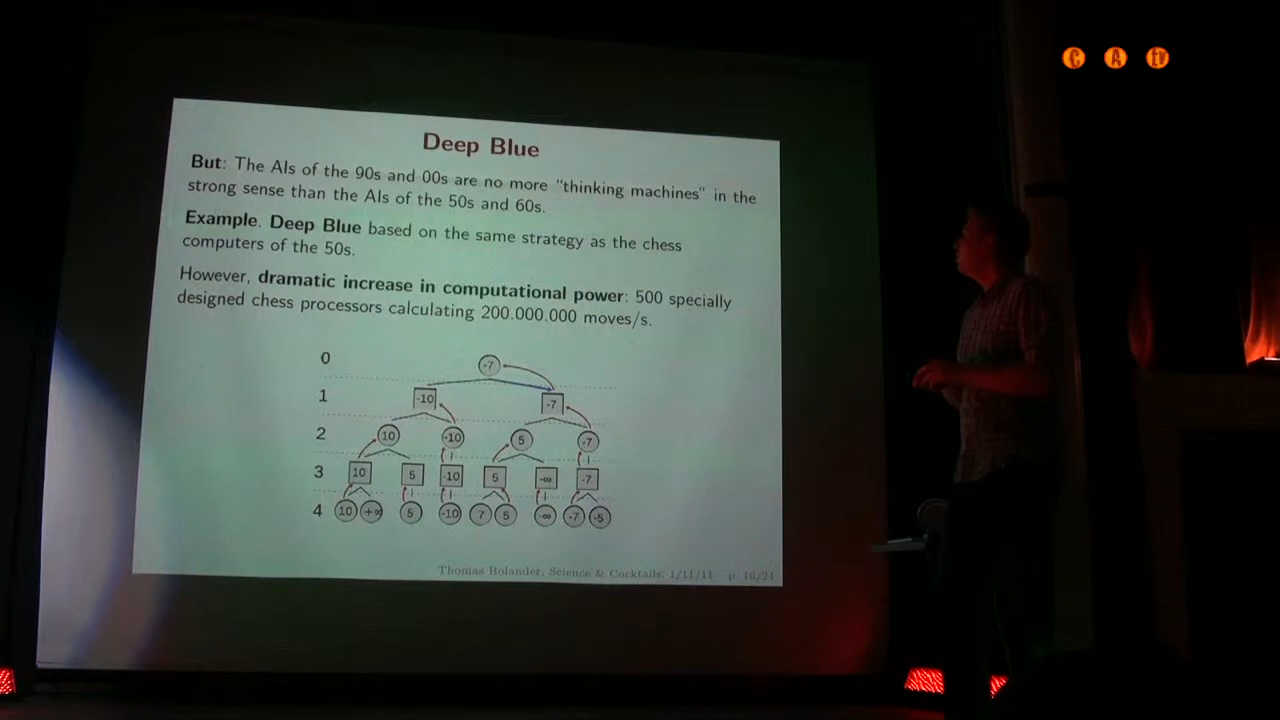 C A tv
Deep Blue
But: The AIs of the 90s and 00s are no more "thinking machines" in the
strong sense than the AIs of the 50s and 60s.
Example. Deep Blue based on the same strategy as the chess
computers of the 50s.
However, dramatic increase in computational power: 500 specially
designed chess processors calculating 200.000.000 moves/s.
0 -7
1 -10 -7
2 10 -10 5 -7
3 10 5 -10 5 -∞ -7
4 10 +∞ 5 -10 7 5 -∞ -7 -5
Thomas Bolander, Science & Cocktails, 1/11/11 – p. 16/24